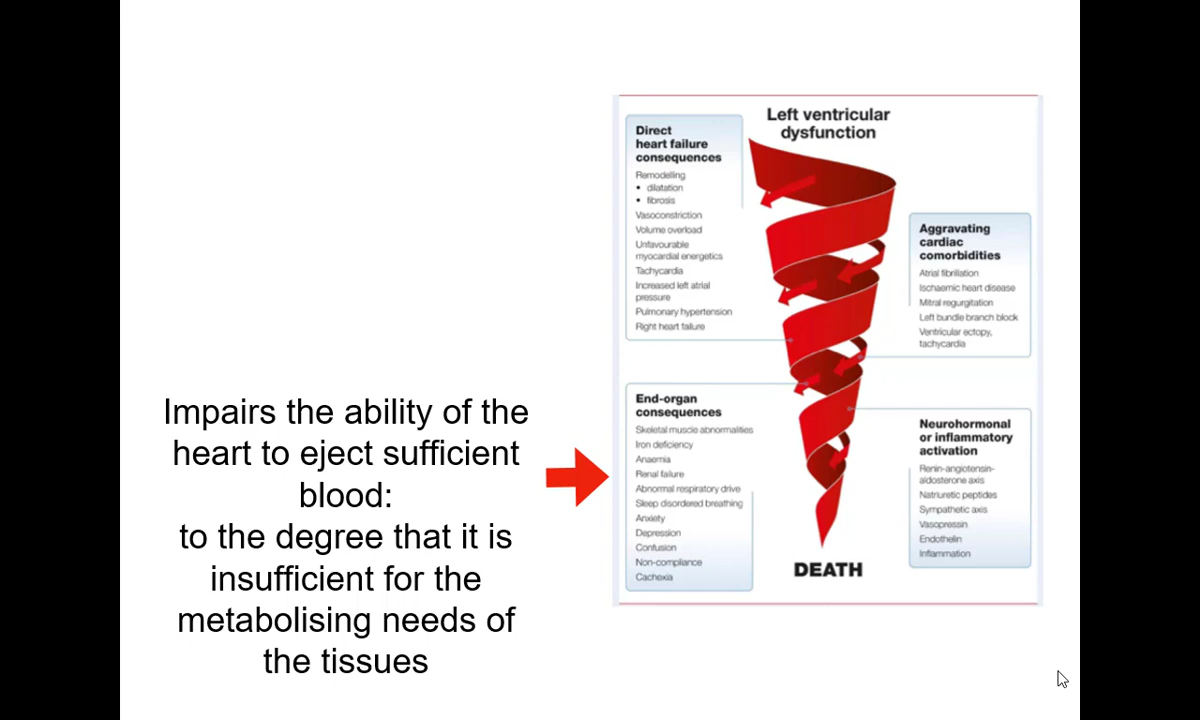 Impairs the ability of the
heart to eject sufficient
blood:
to the degree that it is
insufficient for the
metabolising needs of
the tissues
Left ventricular
dysfunction
Direct
heart failure
consequences
Remodelling
• dilatation
• fibrosis
Vasoconstriction
Volume overload
Unfavourable
myocardial energetics
Tachycardia
Increased left atrial
pressure
Pulmonary hypertension
Right heart failure
Aggravating
cardiac
comorbidities
Atrial fibrillation
Ischaemic heart disease
Mitral regurgitation
Left bundle branch block
Ventricular ectopy,
tachycardia
End-organ
consequences
Skeletal muscle abnormalities
Iron deficiency
Anaemia
Renal failure
Abnormal respiratory drive
Sleep disordered breathing
Anxiety
Depression
Confusion
Non-compliance
Cachexia
Neurohormonal
or inflammatory
activation
Renin-angiotensin-
aldosterone axis
Natriuretic peptides
Sympathetic axis
Vasopressin
Endothelin
Inflammation
DEATH